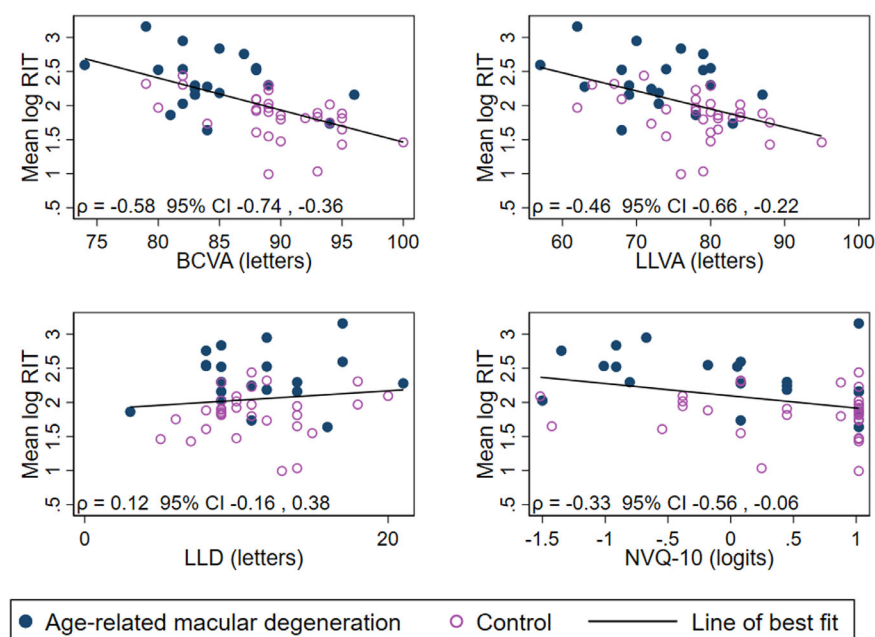 Mean log RIT
3
2.5
2
1.5
1
.5
ρ = -0.58 95% CI -0.74 , -0.36
75 80 85 90 95 100
BCVA (letters)
Mean log RIT
3
2.5
2
1.5
1
.5
ρ = -0.46 95% CI -0.66 , -0.22
60 70 80 90 100
LLVA (letters)
Mean log RIT
3
2.5
2
1.5
1
.5
ρ = 0.12 95% CI -0.16 , 0.38
0 20
LLD (letters)
Mean log RIT
3
2.5
2
1.5
1
.5
ρ = -0.33 95% CI -0.56 , -0.06
-1.5 -1 -.5 0 .5 1
NVQ-10 (logits)
Age-related macular degeneration Control Line of best fit